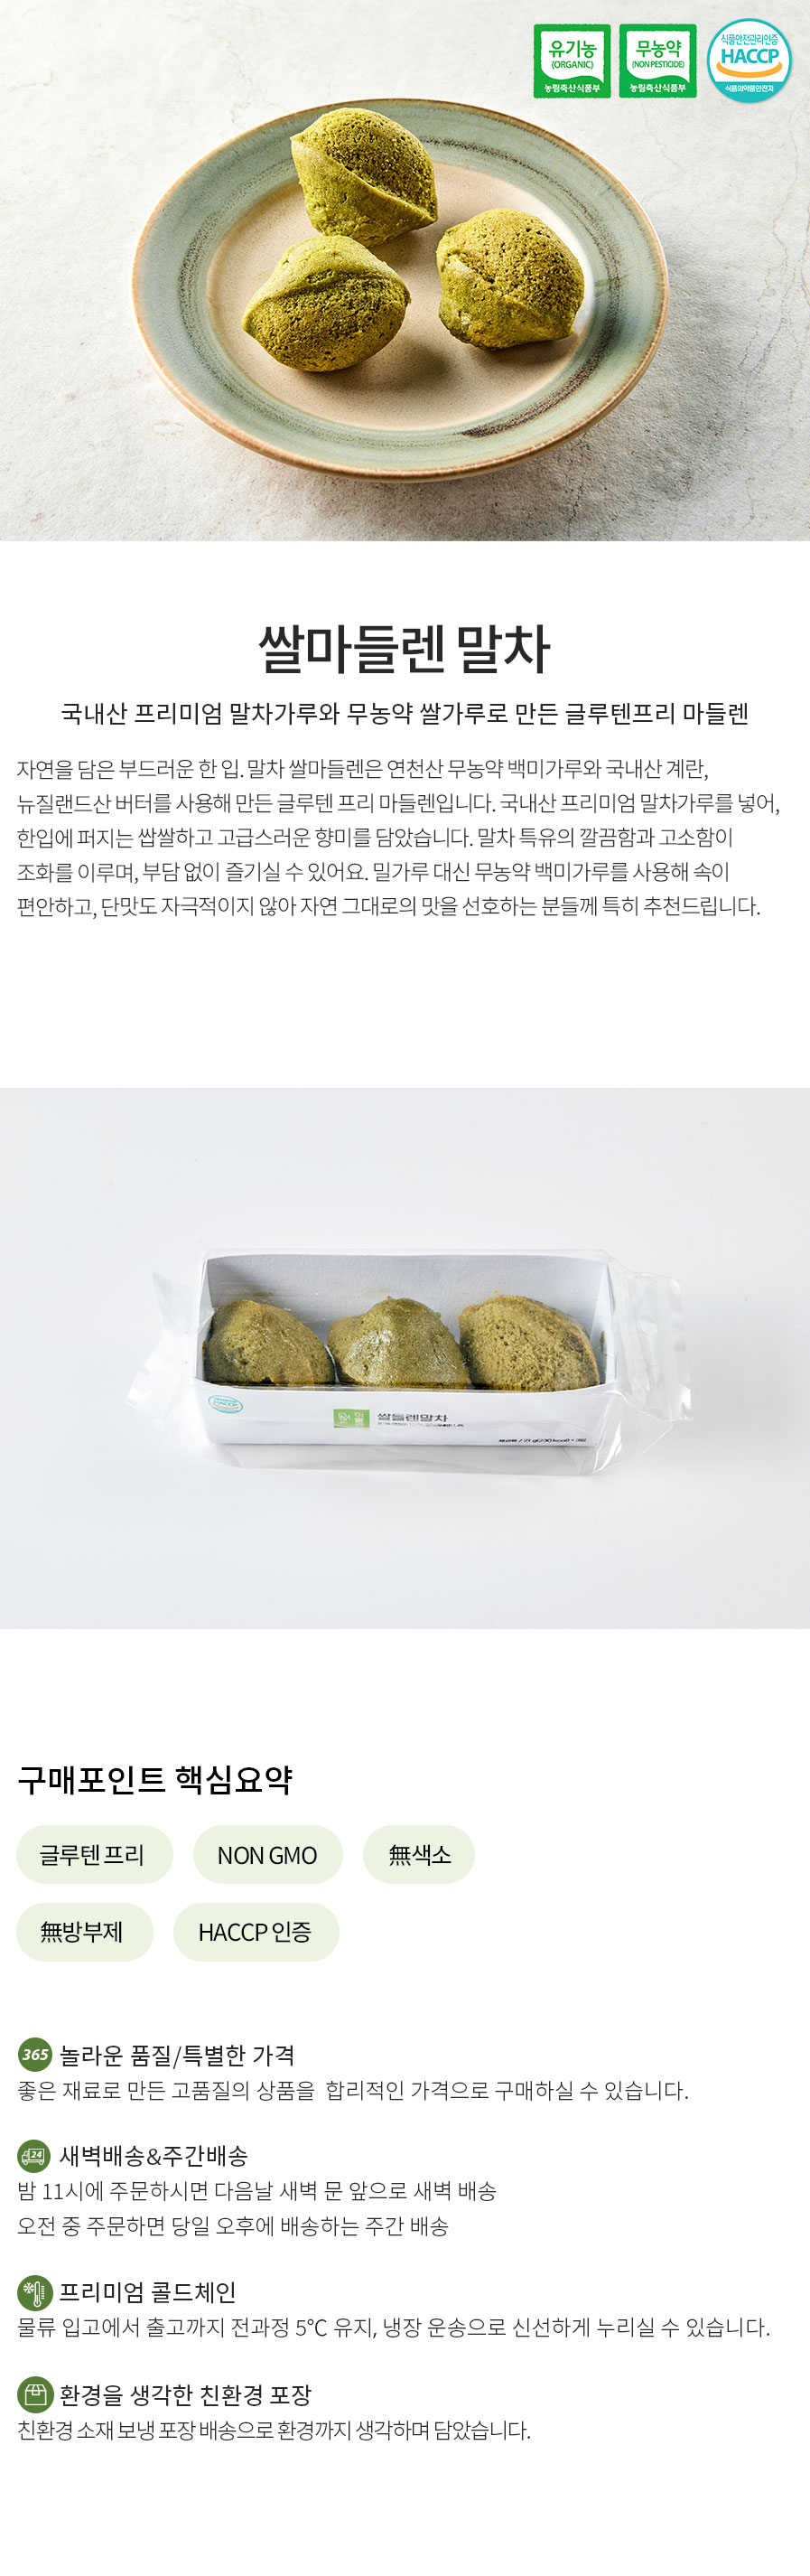 유기농
(ORGANIC)
농림축산식품부
무농약
(NON PESTICIDE)
농림축산식품부
식품안전관리인증
HACCP
식품의약품안전처
쌀마들렌 말차
국내산 프리미엄 말차가루와 무농약 쌀가루로 만든 글루텐프리 마들렌
자연을 담은 부드러운 한 입. 말차 쌀마들렌은 연천산 무농약 백미가루와 국내산 계란,
뉴질랜드산 버터를 사용해 만든 글루텐 프리 마들렌입니다. 국내산 프리미엄 말차가루를 넣어,
한입에 퍼지는 쌉쌀하고 고급스러운 향미를 담았습니다. 말차 특유의 깔끔함과 고소함이
조화를 이루며, 부담 없이 즐기실 수 있어요. 밀가루 대신 무농약 백미가루를 사용해 속이
편안하고, 단맛도 자극적이지 않아 자연 그대로의 맛을 선호하는 분들께 특히 추천드립니다.
HACCP
쌀들렌말차
구매포인트 핵심요약
글루텐 프리
NON GMO
無색소
無방부제
HACCP 인증
365 놀라운 품질/특별한 가격
좋은 재료로 만든 고품질의 상품을 합리적인 가격으로 구매하실 수 있습니다.
24 새벽배송&주간배송
밤 11시에 주문하시면 다음날 새벽 문 앞으로 새벽 배송
오전 중 주문하면 당일 오후에 배송하는 주간 배송
프리미엄 콜드체인
물류 입고에서 출고까지 전과정 5℃ 유지, 냉장 운송으로 신선하게 누리실 수 있습니다.
환경을 생각한 친환경 포장
친환경 소재 보냉 포장 배송으로 환경까지 생각하며 담았습니다.